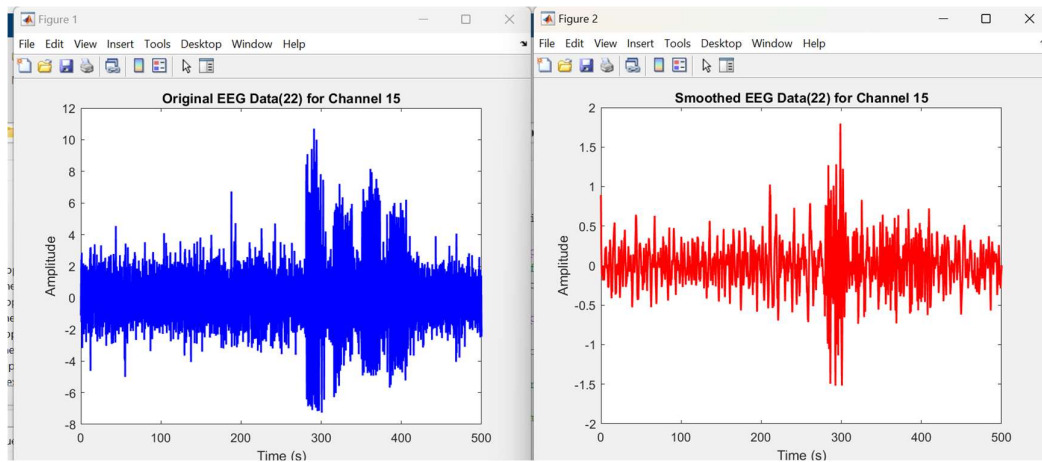 Figure 1
File Edit View Insert Tools Desktop Window Help
Original EEG Data(22) for Channel 15
12
10
8
6
4
2
0
-2
-4
-6
-8
Amplitude
0 100 200 300 400 500
Time (s)
Figure 2
File Edit View Insert Tools Desktop Window Help
Smoothed EEG Data(22) for Channel 15
2
1.5
1
0.5
0
-0.5
-1
-1.5
-2
Amplitude
0 100 200 300 400 500
Time (s)